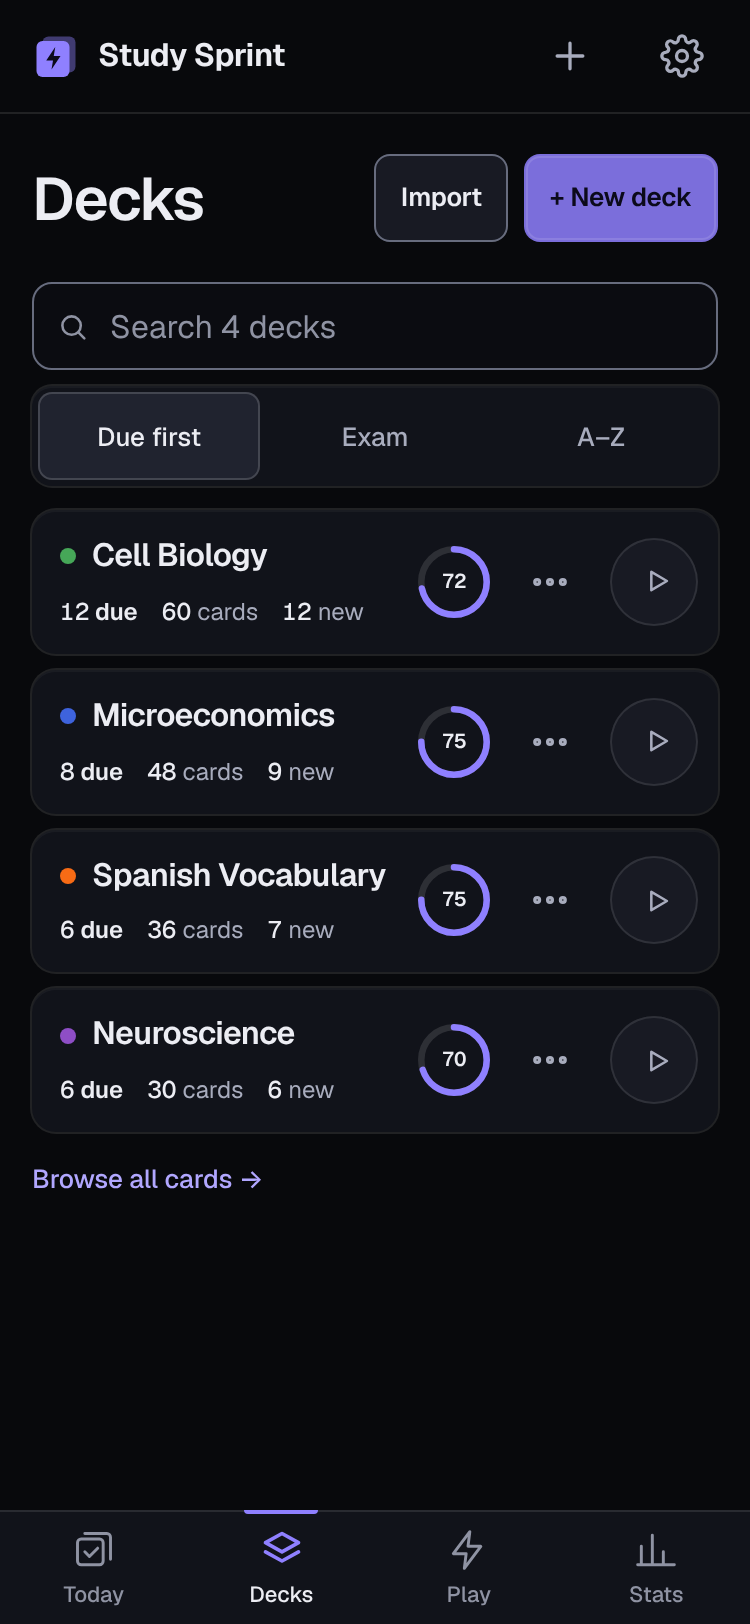 Study Sprint
Decks
Import
+ New deck
Search 4 decks
Due first
Exam
A–Z
Cell Biology
12 due 60 cards 12 new
72
Microeconomics
8 due 48 cards 9 new
75
Spanish Vocabulary
6 due 36 cards 7 new
75
Neuroscience
6 due 30 cards 6 new
70
Browse all cards →
Today
Decks
Play
Stats